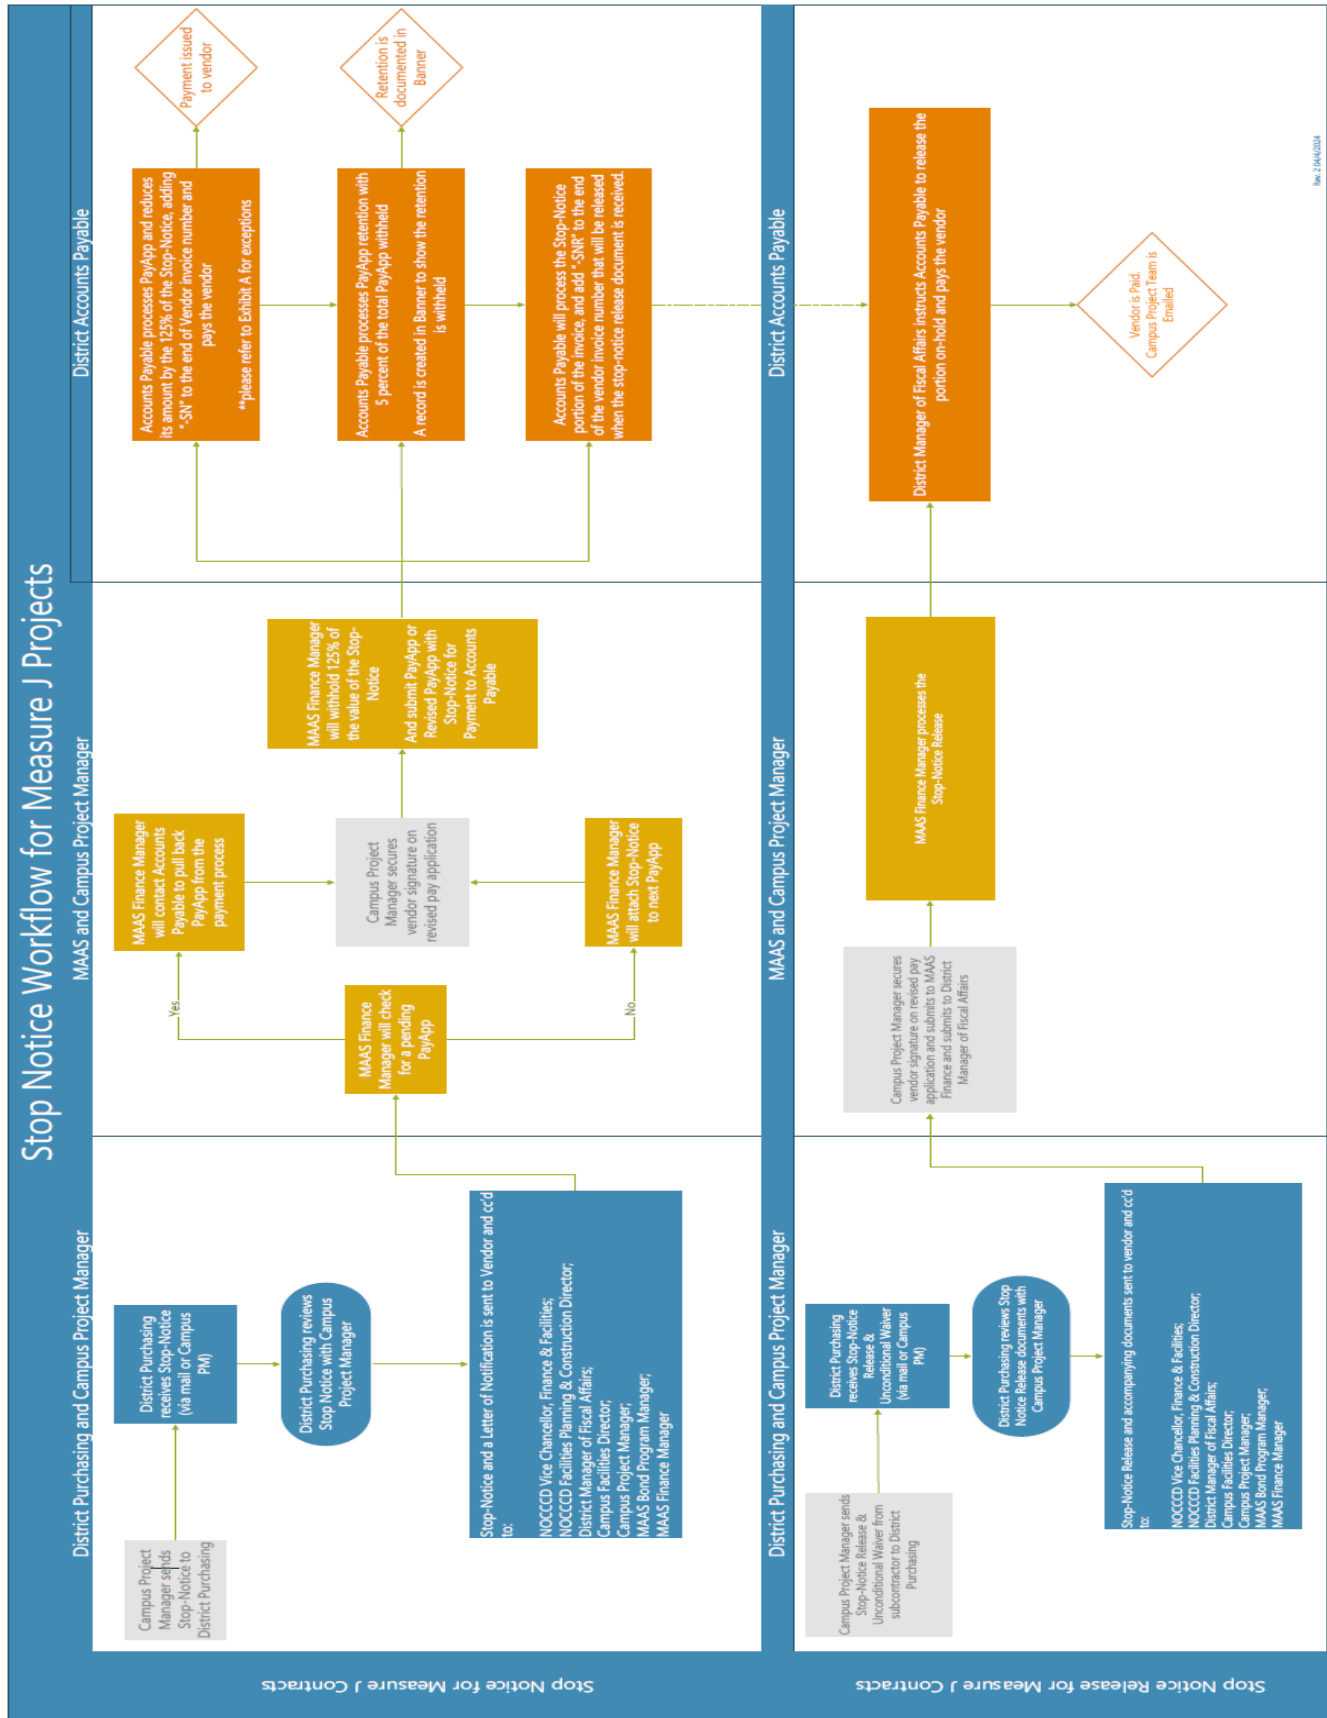 Stop Notice Workflow for Measure J Projects
Stop Notice for Measure J Contracts
District Purchasing and Campus Project Manager
MAAS and Campus Project Manager
District Accounts Payable
Campus Project
Manager sends
Stop-Notice to
District Purchasing
District Purchasing
receives Stop-Notice
(via mail or Campus
PM)
District Purchasing reviews
Stop Notice with Campus
Project Manager
Stop-Notice and a Letter of Notification is sent to Vendor and cc'd
to:
NOCCCD Vice Chancellor, Finance & Facilities;
NOCCCD Facilities Planning & Construction Director;
District Manager of Fiscal Affairs;
Campus Facilities Director;
Campus Project Manager;
MAAS Bond Program Manager;
MAAS Finance Manager
MAAS Finance
Manager will check
for a pending
PayApp
Yes
No
MAAS Finance Manager
will contact Accounts
Payable to pull back
PayApp from the
payment process
Campus Project
Manager secures
vendor signature on
revised pay application
MAAS Finance Manager
will attach Stop-Notice
to next PayApp
MAAS Finance Manager
will withhold 125% of
the value of the Stop-
Notice
And submit PayApp or
Revised PayApp with
Stop-Notice for
Payment to Accounts
Payable
Accounts Payable processes PayApp and reduces
its amount by the 125% of the Stop-Notice, adding
"-SN" to the end of Vendor invoice number and
pays the vendor
**please refer to Exhibit A for exceptions
Payment issued
to vendor
Accounts Payable processes PayApp retention with
5 percent of the total PayApp withheld
A record is created in Banner to show the retention
is withheld
Retention is
documented in
Banner
Accounts Payable will process the Stop-Notice
portion of the invoice, and add "-SNR" to the end
of the vendor invoice number that will be released
when the stop-notice release document is received.
Stop Notice Release for Measure J Contracts
District Purchasing and Campus Project Manager
MAAS and Campus Project Manager
District Accounts Payable
Campus Project Manager sends
Stop-Notice Release &
Unconditional Waiver from
subcontractor to District
Purchasing
District Purchasing
receives Stop-Notice
Release &
Unconditional Waiver
(via mail or Campus
PM)
District Purchasing reviews Stop
Notice Release documents with
Campus Project Manager
Stop-Notice Release and accompanying documents sent to vendor and cc'd
to:
NOCCCD Vice Chancellor, Finance & Facilities;
NOCCCD Facilities Planning & Construction Director;
District Manager of Fiscal Affairs;
Campus Facilities Director;
Campus Project Manager;
MAAS Bond Program Manager;
MAAS Finance Manager
Campus Project Manager secures
vendor signature on revised pay
application and submits to MAAS
Finance and submits to District
Manager of Fiscal Affairs
MAAS Finance Manager processes the
Stop-Notice Release
District Manager of Fiscal Affairs instructs Accounts Payable to release the
portion on-hold and pays the vendor
Vendor is Paid.
Campus Project Team is
Emailed
Rev. 2 04/4/2024